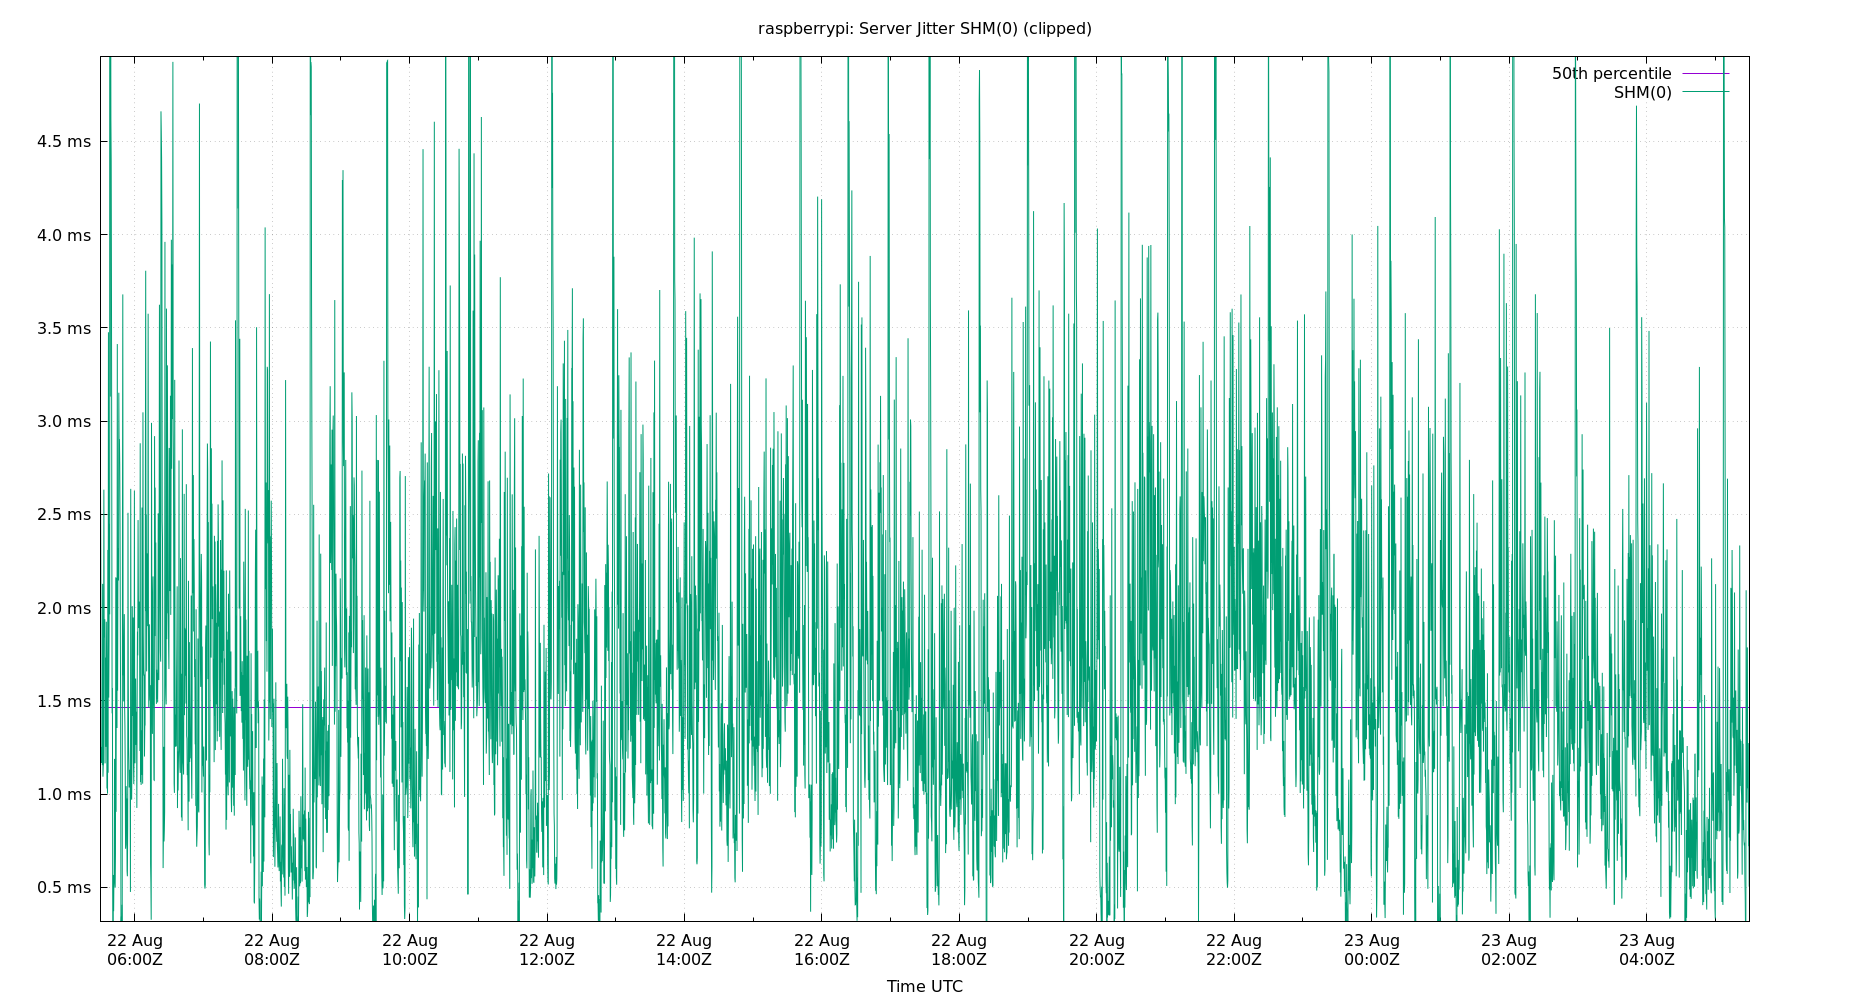 raspberrypi: Server Jitter SHM(0) (clipped)
50th percentile
SHM(0)
4.5 ms
4.0 ms
3.5 ms
3.0 ms
2.5 ms
2.0 ms
1.5 ms
1.0 ms
0.5 ms
22 Aug 22 Aug 22 Aug 22 Aug 22 Aug 22 Aug 22 Aug 22 Aug 22 Aug 23 Aug 23 Aug 23 Aug
06:00Z 08:00Z 10:00Z 12:00Z 14:00Z 16:00Z 18:00Z 20:00Z 22:00Z 00:00Z 02:00Z 04:00Z
Time UTC